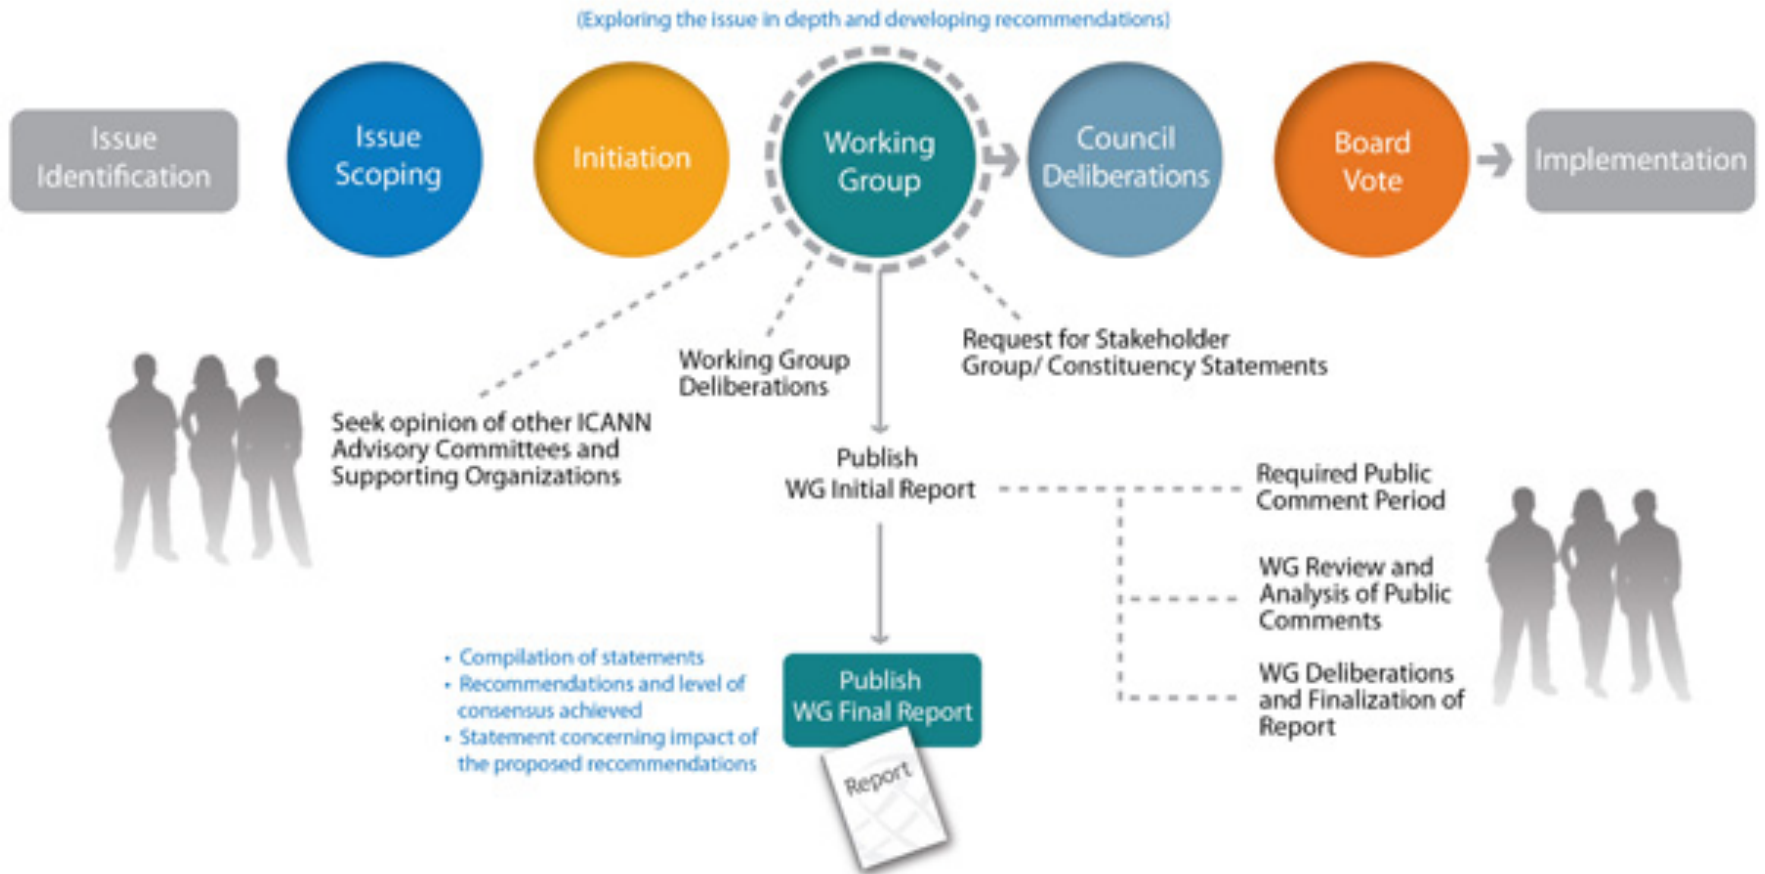 (Exploring the issue in depth and developing recommendations)
Issue
Identification
Issue
Scoping
Initiation
Working
Group
Council
Deliberations
Board
Vote
Implementation
Seek opinion of other ICANN
Advisory Committees and
Supporting Organizations
Working Group
Deliberations
Request for Stakeholder
Group/ Constituency Statements
Publish
WG Initial Report
Required Public
Comment Period
WG Review and
Analysis of Public
Comments
WG Deliberations
and Finalization of
Report
• Compilation of statements
• Recommendations and level of
consensus achieved
• Statement concerning impact of
the proposed recommendations
Publish
WG Final Report
Report